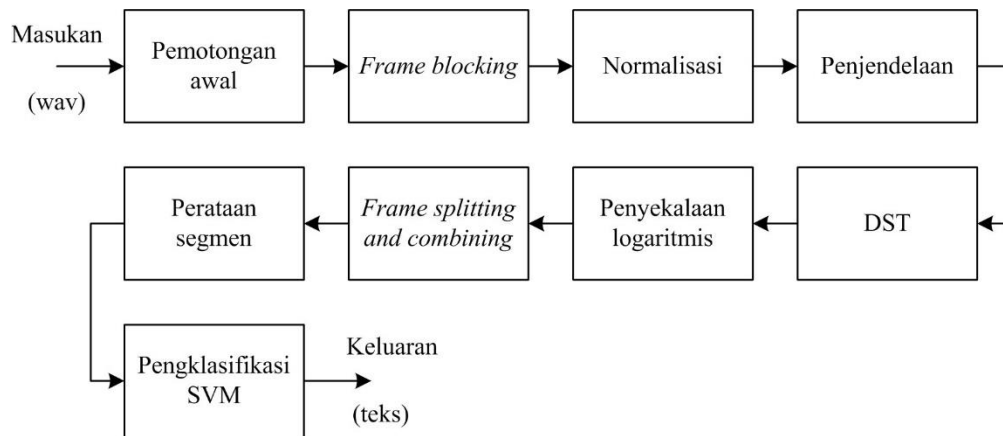 Masukan
(wav)
Pemotongan
awal
Frame blocking
Normalisasi
Penjendelaan
DST
Penyekalaan
logaritmis
Frame splitting
and combining
Perataan
segmen
Pengklasifikasi
SVM
Keluaran
(teks)